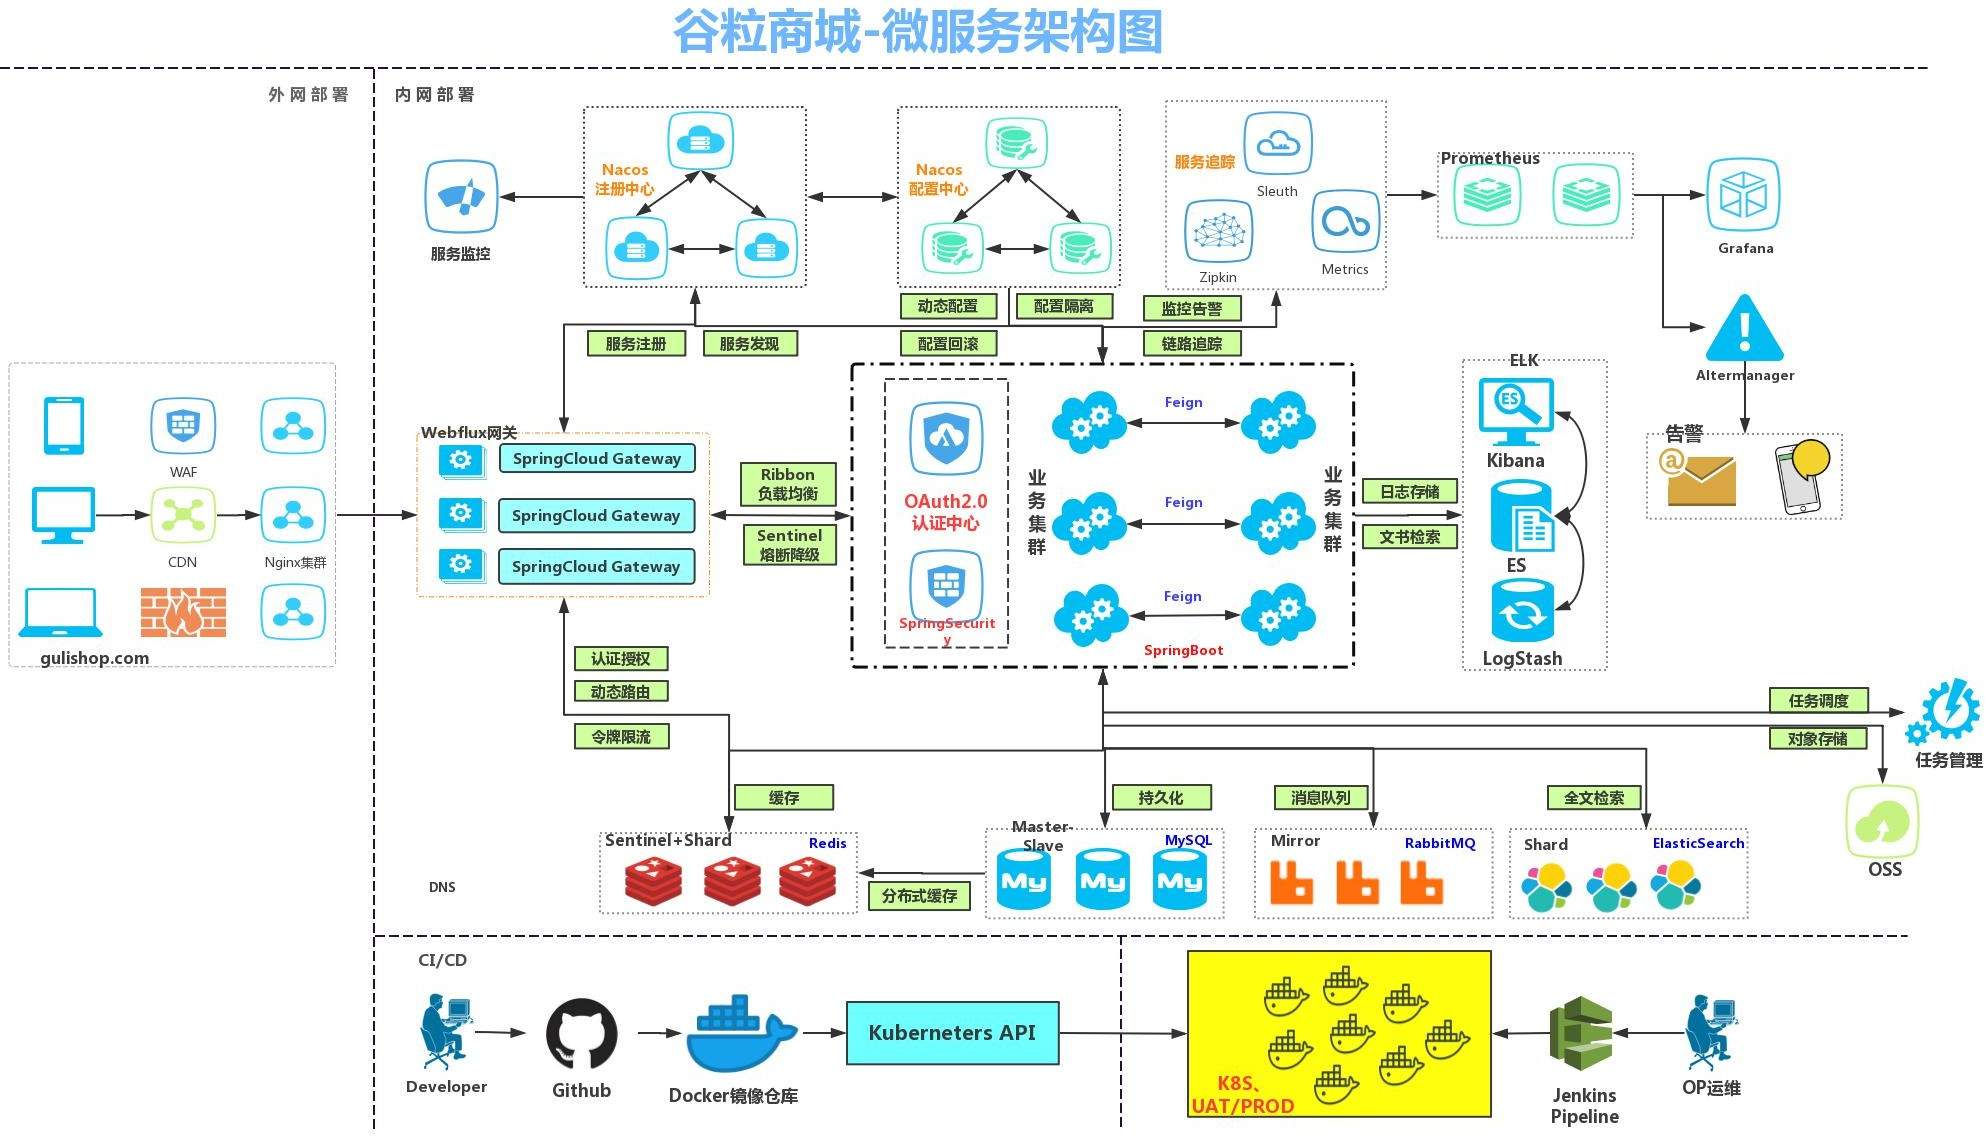 谷粒商城-微服务架构图
外网部署
内网部署
Nacos
注册中心
服务监控
Nacos
配置中心
服务追踪
Sleuth
Zipkin
Metrics
Prometheus
Grafana
Altermanager
告警
@
动态配置
配置隔离
配置回滚
监控告警
链路追踪
服务注册
服务发现
WAF
CDN
Nginx集群
gulishop.com
Webflux网关
SpringCloud Gateway
SpringCloud Gateway
SpringCloud Gateway
Ribbon
负载均衡
Sentinel
熔断降级
OAuth2.0
认证中心
SpringSecurit
y
业务集群
Feign
Feign
Feign
业务集群
SpringBoot
日志存储
文书检索
ELK
ES
Kibana
ES
LogStash
认证授权
动态路由
令牌限流
任务调度
对象存储
任务管理
OSS
缓存
持久化
消息队列
全文检索
Sentinel+Shard
Redis
分布式缓存
Master-
Slave
MySQL
My
My
My
Mirror
RabbitMQ
Shard
ElasticSearch
DNS
CI/CD
Developer
Github
Docker镜像仓库
Kuberneters API
K8S、
UAT/PROD
Jenkins
Pipeline
OP运维